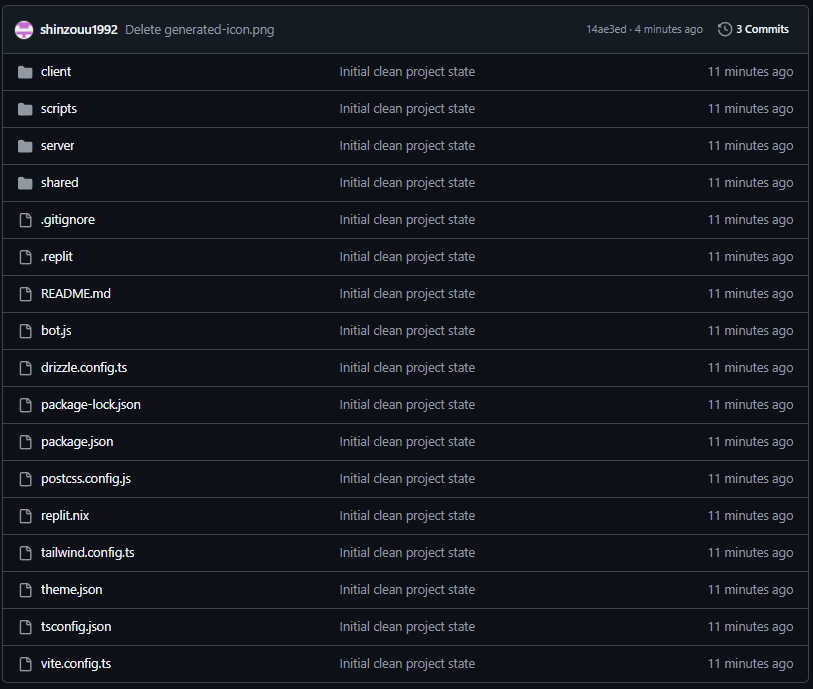 shinzouu1992 Delete generated-icon.png 14ae3ed · 4 minutes ago 3 Commits
client Initial clean project state 11 minutes ago
scripts Initial clean project state 11 minutes ago
server Initial clean project state 11 minutes ago
shared Initial clean project state 11 minutes ago
.gitignore Initial clean project state 11 minutes ago
.replit Initial clean project state 11 minutes ago
README.md Initial clean project state 11 minutes ago
bot.js Initial clean project state 11 minutes ago
drizzle.config.ts Initial clean project state 11 minutes ago
package-lock.json Initial clean project state 11 minutes ago
package.json Initial clean project state 11 minutes ago
postcss.config.js Initial clean project state 11 minutes ago
replit.nix Initial clean project state 11 minutes ago
tailwind.config.ts Initial clean project state 11 minutes ago
theme.json Initial clean project state 11 minutes ago
tsconfig.json Initial clean project state 11 minutes ago
vite.config.ts Initial clean project state 11 minutes ago